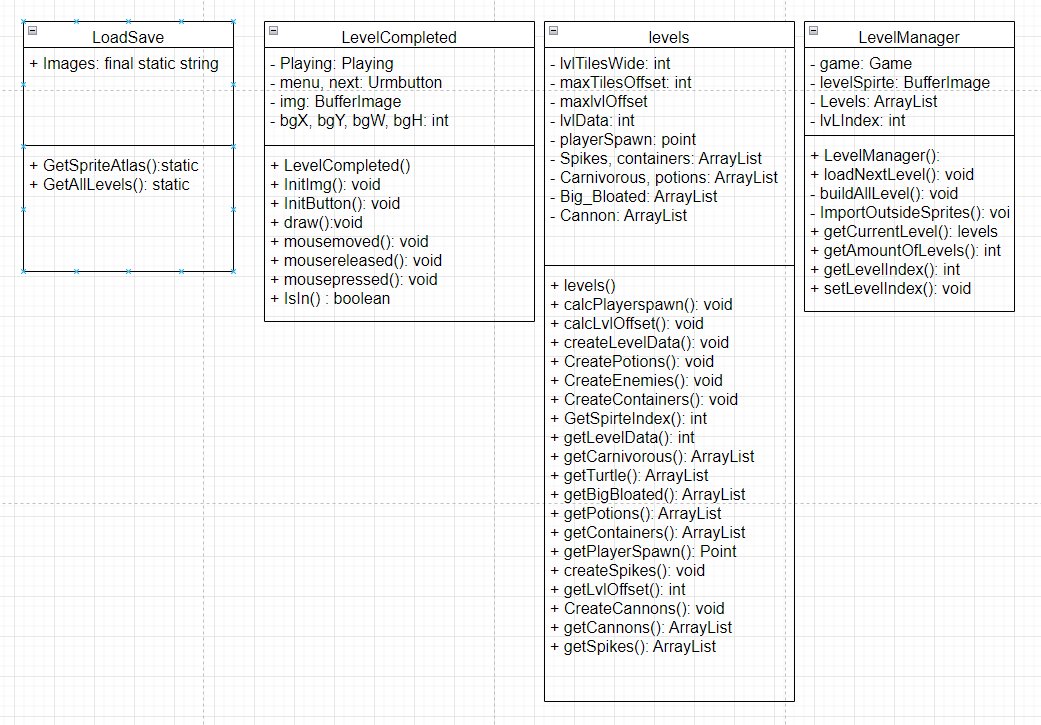 LoadSave
+ Images: final static string
+ GetSpriteAtlas():static
+ GetAllLevels(): static
LevelCompleted
- Playing: Playing
- menu, next: Urmbutton
- img: BufferImage
- bgX, bgY, bgW, bgH: int
+ LevelCompleted()
+ InitImg(): void
+ InitButton(): void
+ draw():void
+ mousemoved(): void
+ mousereleased(): void
+ mousepressed(): void
+ IsIn() : boolean
levels
- lvlTilesWide: int
- maxTilesOffset: int
- maxlvlOffset
- lvlData: int
- playerSpawn: point
- Spikes, containers: ArrayList
- Carnivorous, potions: ArrayList
- Big_Bloated: ArrayList
- Cannon: ArrayList
+ levels()
+ calcPlayerspawn(): void
+ calcLvlOffset(): void
+ createLevelData(): void
+ CreatePotions(): void
+ CreateEnemies(): void
+ CreateContainers(): void
+ GetSpirteIndex(): int
+ getLevelData(): int
+ getCarnivorous(): ArrayList
+ getTurtle(): ArrayList
+ getBigBloated(): ArrayList
+ getPotions(): ArrayList
+ getContainers(): ArrayList
+ getPlayerSpawn(): Point
+ createSpikes(): void
+ getLvlOffset(): int
+ CreateCannons(): void
+ getCannons(): ArrayList
+ getSpikes(): ArrayList
LevelManager
- game: Game
- levelSpirte: BufferImage
- Levels: ArrayList
- lvLIndex: int
+ LevelManager():
+ loadNextLevel(): void
- buildAllLevel(): void
- ImportOutsideSprites(): voi
+ getCurrentLevel(): levels
+ getAmountOfLevels(): int
+ getLevelIndex(): int
+ setLevelIndex(): void